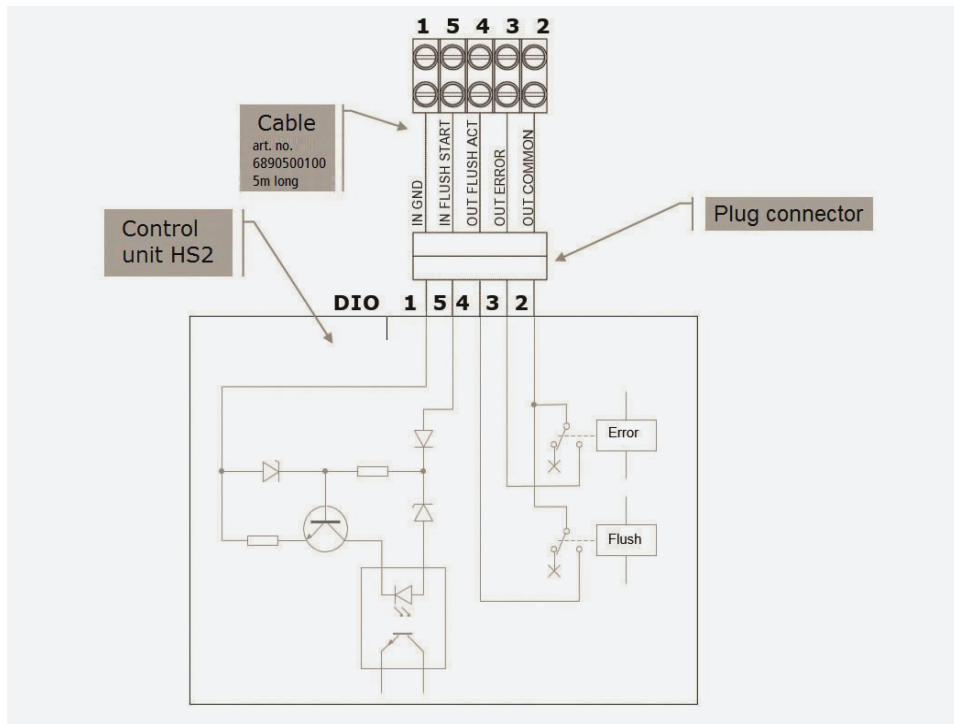 1 5 4 3 2
Cable
art. no.
6890500100
5m long
IN GND
IN FLUSH START
OUT FLUSH ACT
OUT ERROR
OUT COMMON
Control
unit HS2
Plug connector
DIO 1 5 4 3 2
Error
Flush